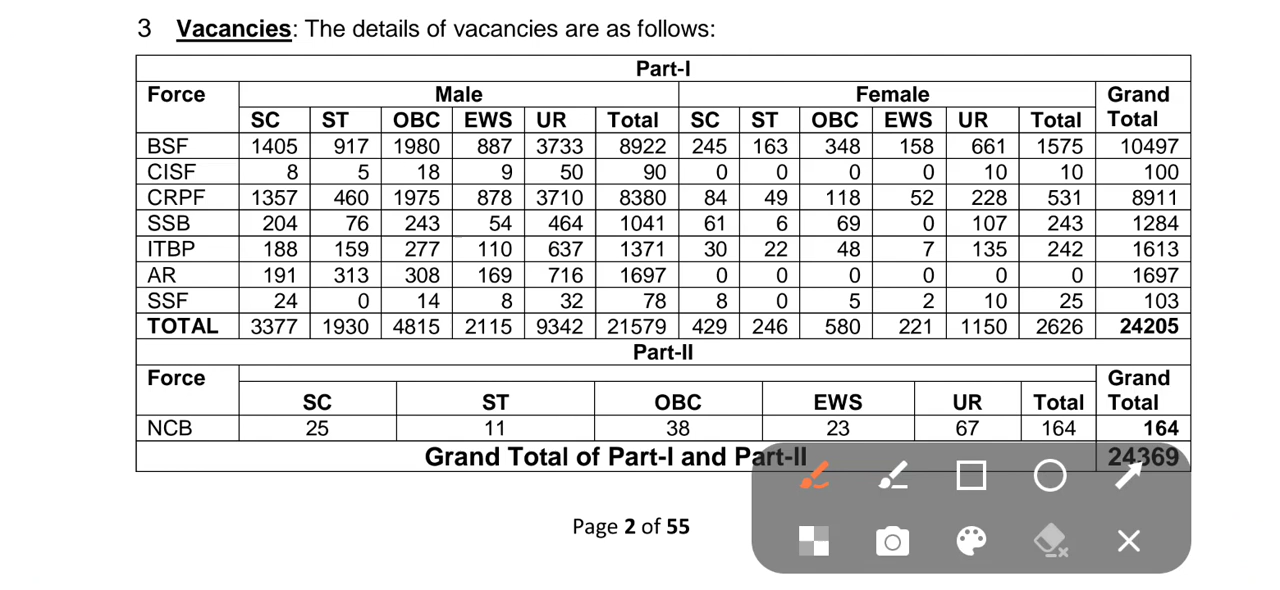 3 Vacancies: The details of vacancies are as follows:
Part-I
Force Male Female Grand Total
SC ST OBC EWS UR Total SC ST OBC EWS UR Total
BSF 1405 917 1980 887 3733 8922 245 163 348 158 661 1575 10497
CISF 8 5 18 9 50 90 0 0 0 0 10 10 100
CRPF 1357 460 1975 878 3710 8380 84 49 118 52 228 531 8911
SSB 204 76 243 54 464 1041 61 6 69 0 107 243 1284
ITBP 188 159 277 110 637 1371 30 22 48 7 135 242 1613
AR 191 313 308 169 716 1697 0 0 0 0 0 0 1697
SSF 24 0 14 8 32 78 8 0 5 2 10 25 103
TOTAL 3377 1930 4815 2115 9342 21579 429 246 580 221 1150 2626 24205
Part-II
Force Grand Total
SC ST OBC EWS UR Total
NCB 25 11 38 23 67 164 164
Grand Total of Part-I and Part-II 24369
Page 2 of 55